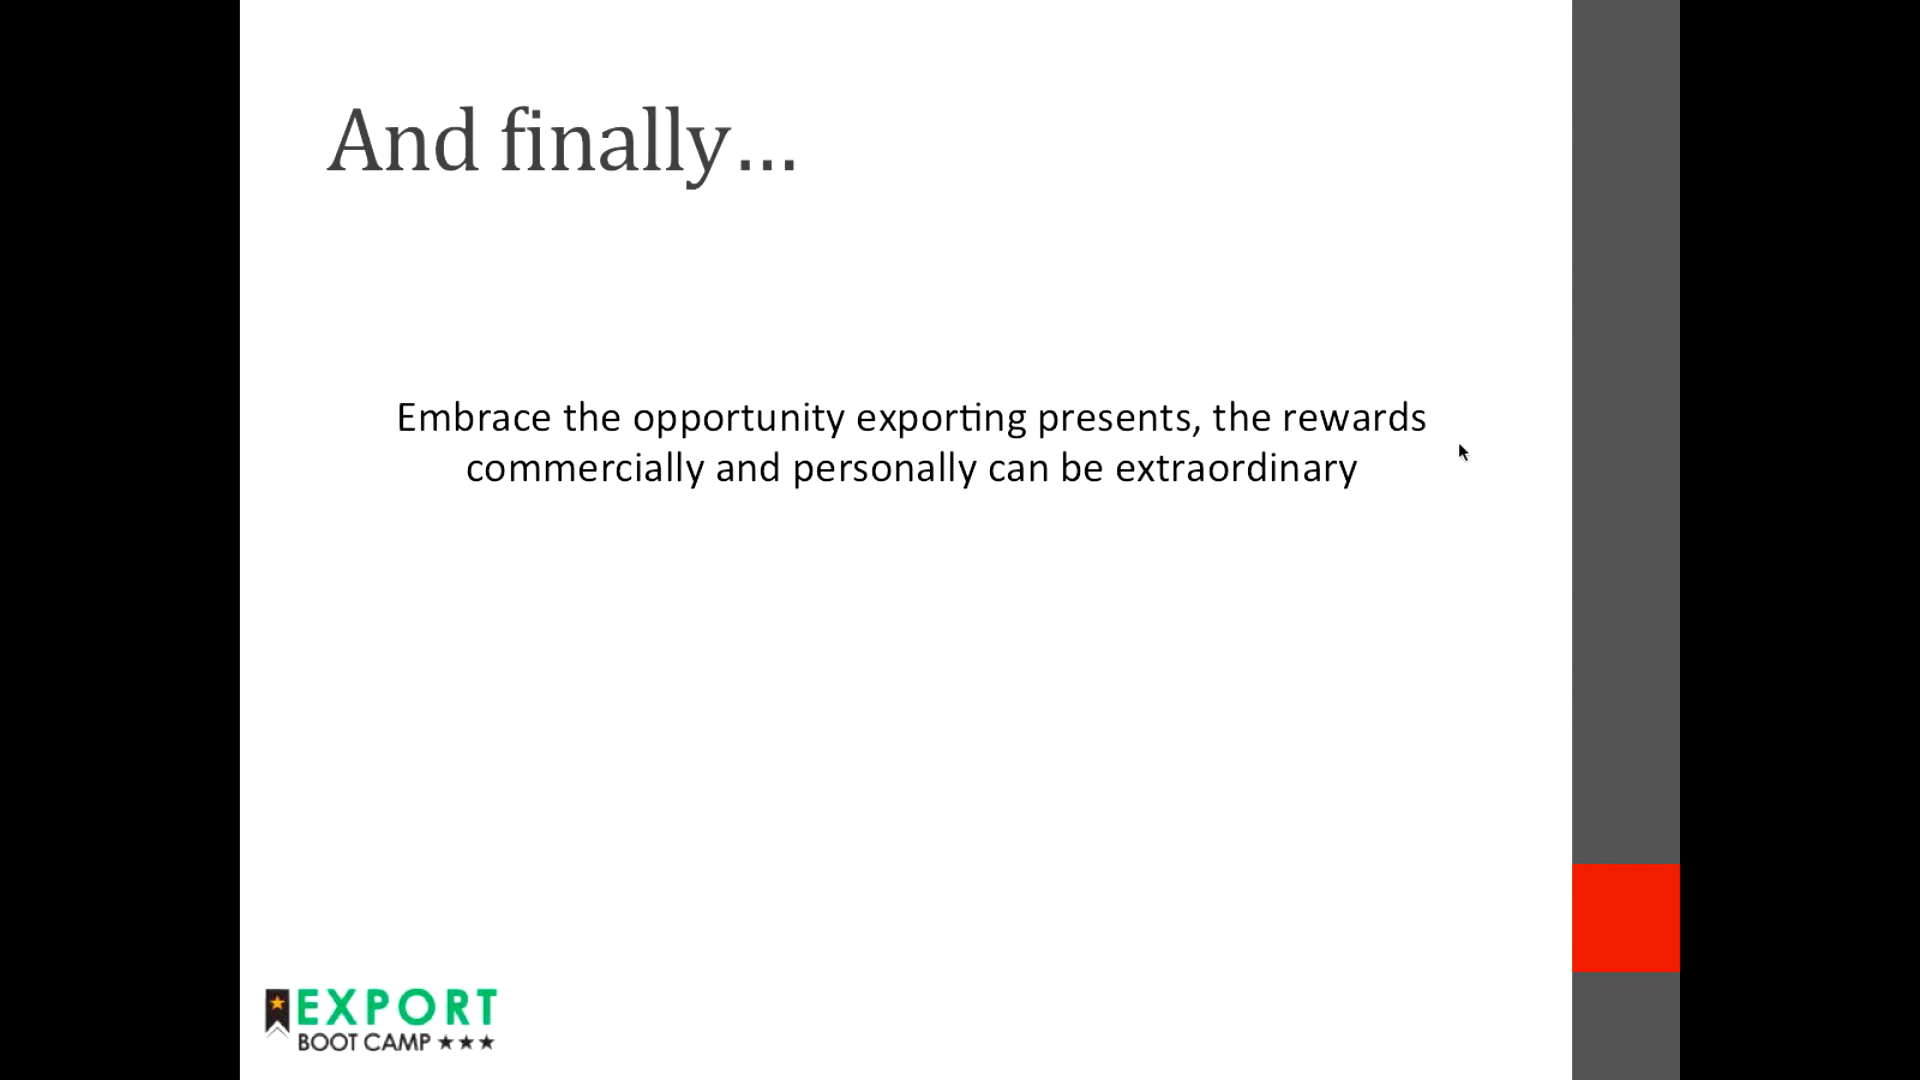 And finally...
Embrace the opportunity exporting presents, the rewards
commercially and personally can be extraordinary
EXPORT
BOOT CAMP ★★★